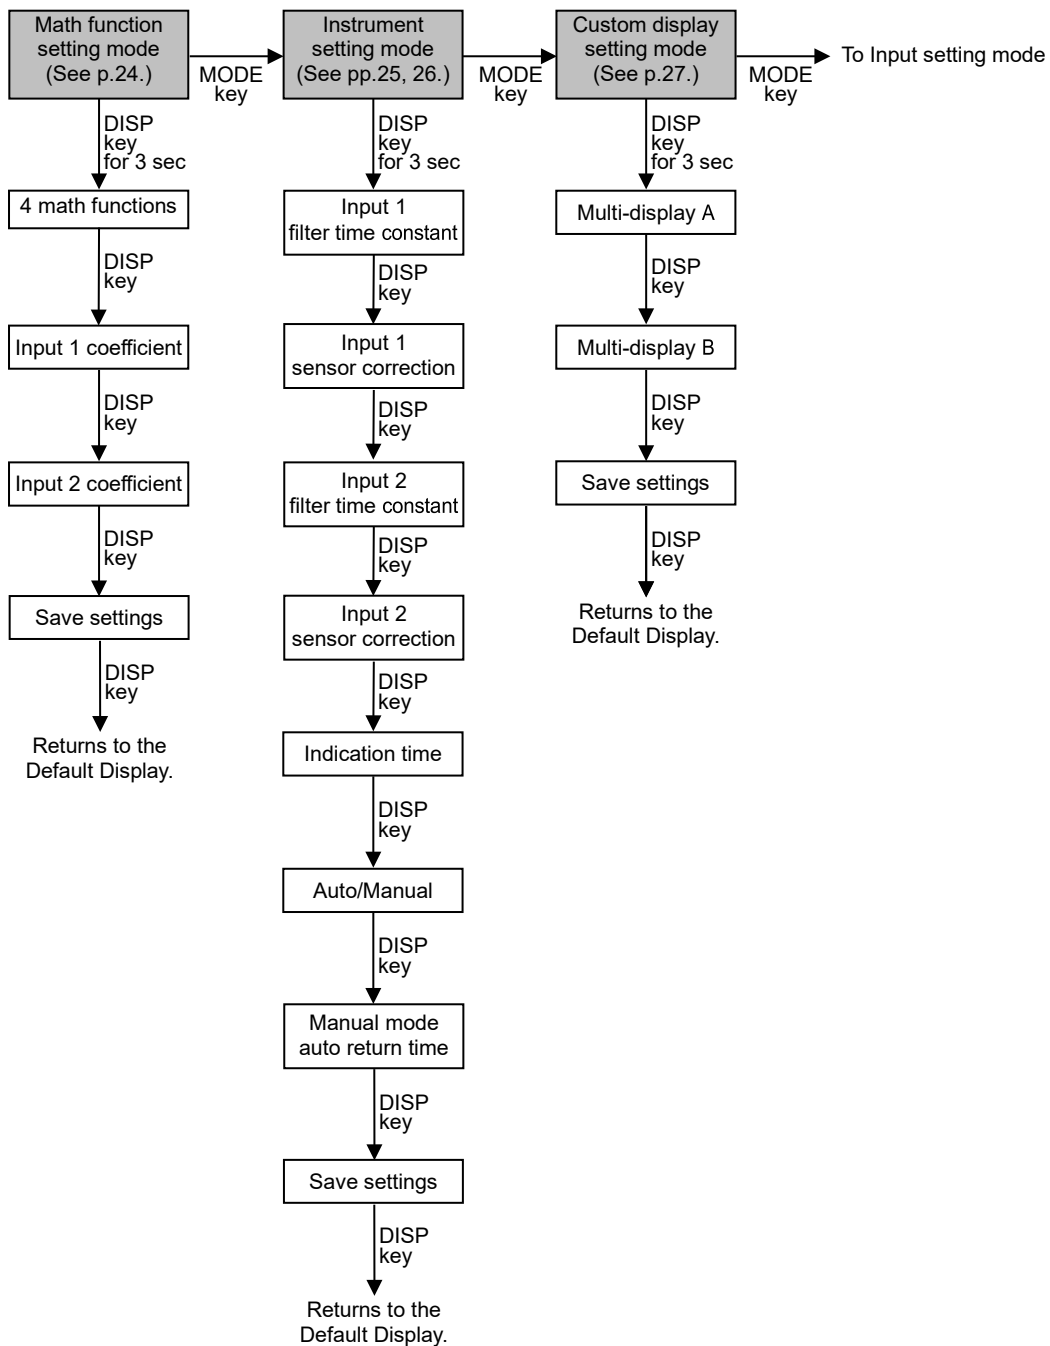 Math function
setting mode
(See p.24.)
MODE
key
Instrument
setting mode
(See pp.25, 26.)
MODE
key
Custom display
setting mode
(See p.27.)
MODE
key
To Input setting mode
DISP
key
for 3 sec
4 math functions
DISP
key
Input 1 coefficient
DISP
key
Input 2 coefficient
DISP
key
Save settings
DISP
key
Returns to the
Default Display.
DISP
key
for 3 sec
Input 1
filter time constant
DISP
key
Input 1
sensor correction
DISP
key
Input 2
filter time constant
DISP
key
Input 2
sensor correction
DISP
key
Indication time
DISP
key
Auto/Manual
DISP
key
Manual mode
auto return time
DISP
key
Save settings
DISP
key
Returns to the
Default Display.
DISP
key
for 3 sec
Multi-display A
DISP
key
Multi-display B
DISP
key
Save settings
DISP
key
Returns to the
Default Display.